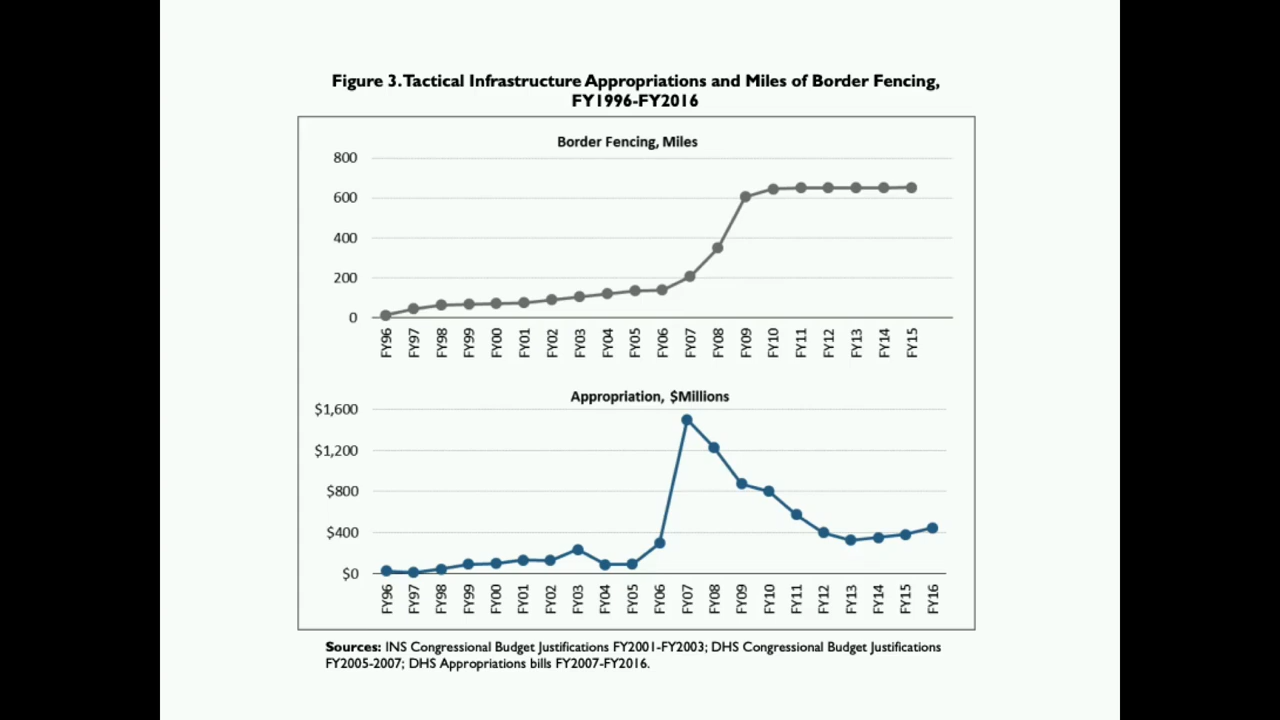 Figure 3. Tactical Infrastructure Appropriations and Miles of Border Fencing,
FY1996-FY2016
Border Fencing, Miles
800
600
400
200
0
FY96 FY97 FY98 FY99 FY00 FY01 FY02 FY03 FY04 FY05 FY06 FY07 FY08 FY09 FY10 FY11 FY12 FY13 FY14 FY15
Appropriation, $Millions
$1,600
$1,200
$800
$400
$0
FY96 FY97 FY98 FY99 FY00 FY01 FY02 FY03 FY04 FY05 FY06 FY07 FY08 FY09 FY10 FY11 FY12 FY13 FY14 FY15 FY16
Sources: INS Congressional Budget Justifications FY2001-FY2003; DHS Congressional Budget Justifications
FY2005-2007; DHS Appropriations bills FY2007-FY2016.